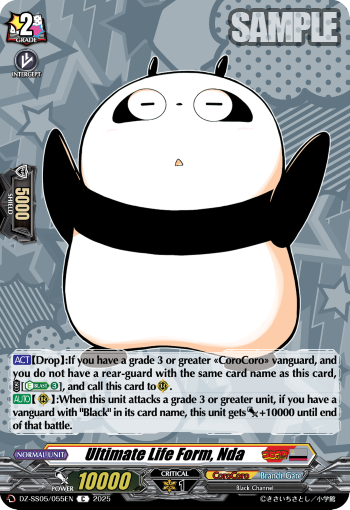 SAMPLE
2
GRADE
INTERCEPT
5000
SHIELD
ACT【Drop】:If you have a grade 3 or greater «CoroCoro» vanguard, and
you do not have a rear-guard with the same card name as this card,
[ BLAST 3], and call this card to .
AUTO【 】:When this unit attacks a grade 3 or greater unit, if you have a
vanguard with "Black" in its card name, this unit gets +10000 until end
of that battle.
NORMAL UNIT Ultimate Life Form, Nda
POWER 10000 CRITICAL 1 CoroCoro Brandt Gate
Black Channel
DZ-SS05/055EN C 2025 ©きさいちさとし/小学館